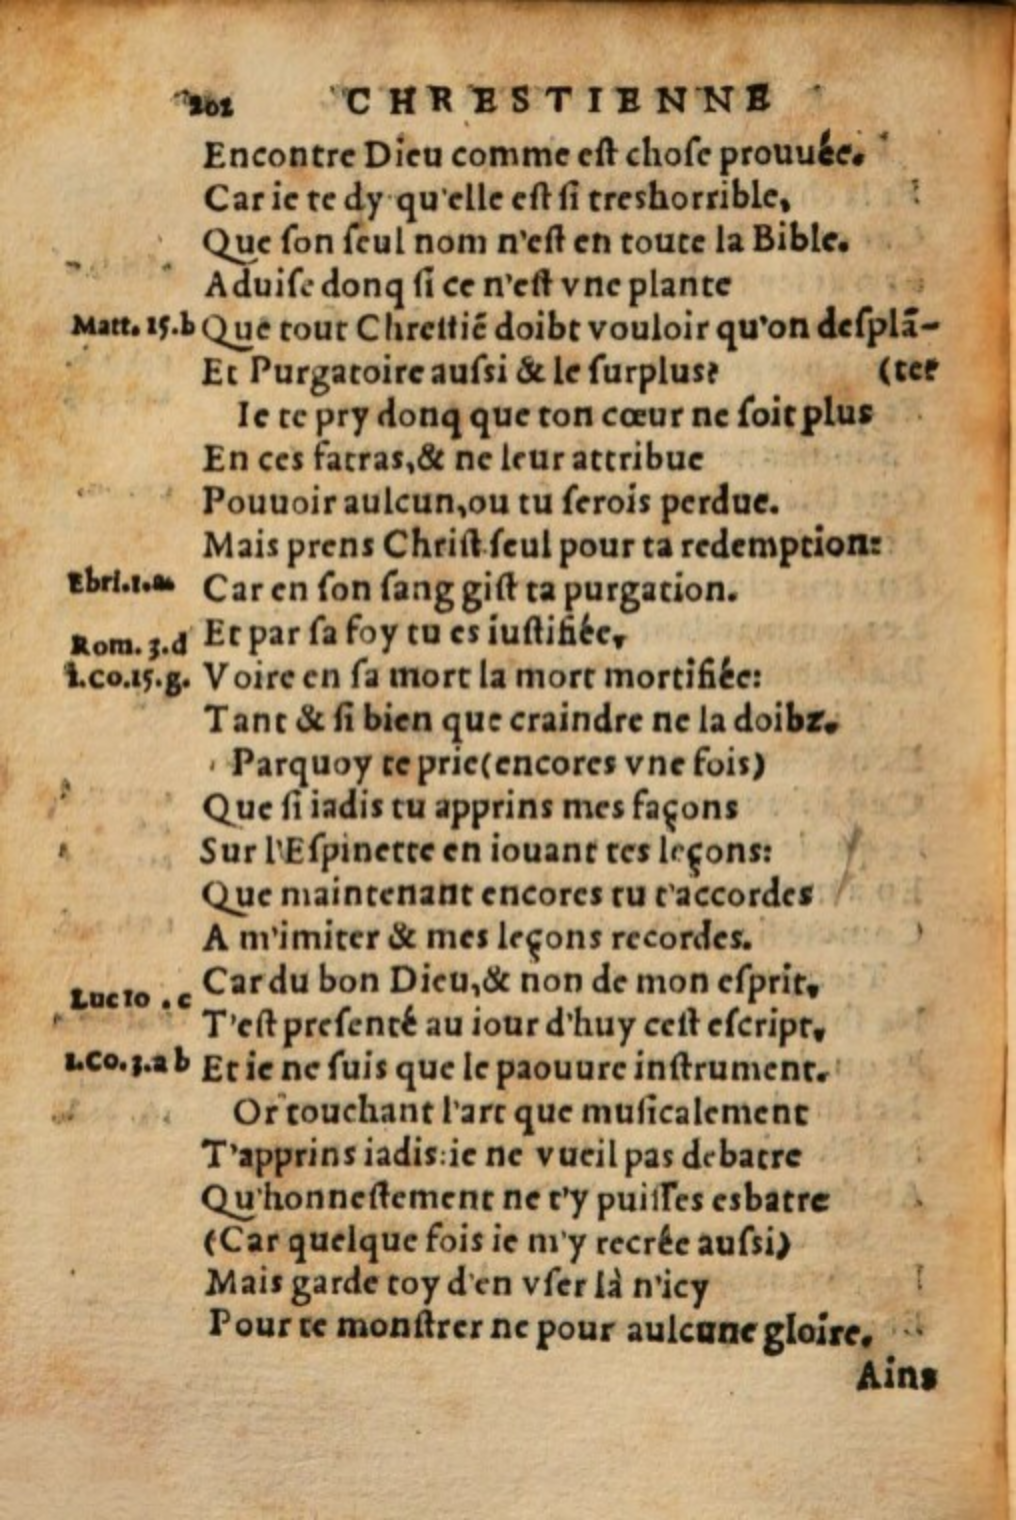 202 CHRESTIENNE
Encontre Dieu comme eſt choſe prouuée.
Car ie te dy qu'elle eſt ſi treshorrible,
Que ſon ſeul nom n'eſt en toute la Bible.
Aduiſe donq ſi ce n'eſt vne plante
Matt. 15.b Que tout Chreſtiē doibt vouloir qu'on deſplā-
Et Purgatoire auſsi & le ſurplus? (ter
Ie te pry donq que ton cœur ne ſoit plus
En ces fatras,& ne leur attribue
Pouuoir aulcun,ou tu ſerois perdue.
Mais prens Chriſt ſeul pour ta redemption:
Ebri.1.a. Car en ſon ſang giſt ta purgation.
Rom. 3.d Et par ſa foy tu es iuſtifiée,
1.Co.15.g. Voire en ſa mort la mort mortifiée:
Tant & ſi bien que craindre ne la doibz.
Parquoy te prie(encores vne fois)
Que ſi iadis tu apprins mes façons
Sur l'Eſpinette en iouant tes leçons:
Que maintenant encores tu t'accordes
A m'imiter & mes leçons recordes.
Luc 10 .c Car du bon Dieu,& non de mon eſprit,
T'eſt preſenté au iour d'huy ceſt eſcript,
1.Co.3.a b Et ie ne ſuis que le paouure inſtrument.
Or touchant l'art que muſicalement
T'apprins iadis:ie ne vueil pas debatre
Qu'honneſtement ne t'y puiſſes esbatre
(Car quelque fois ie m'y recrée auſsi)
Mais garde toy d'en vſer là n'icy
Pour te monſtrer ne pour aulcune gloire.
Ains